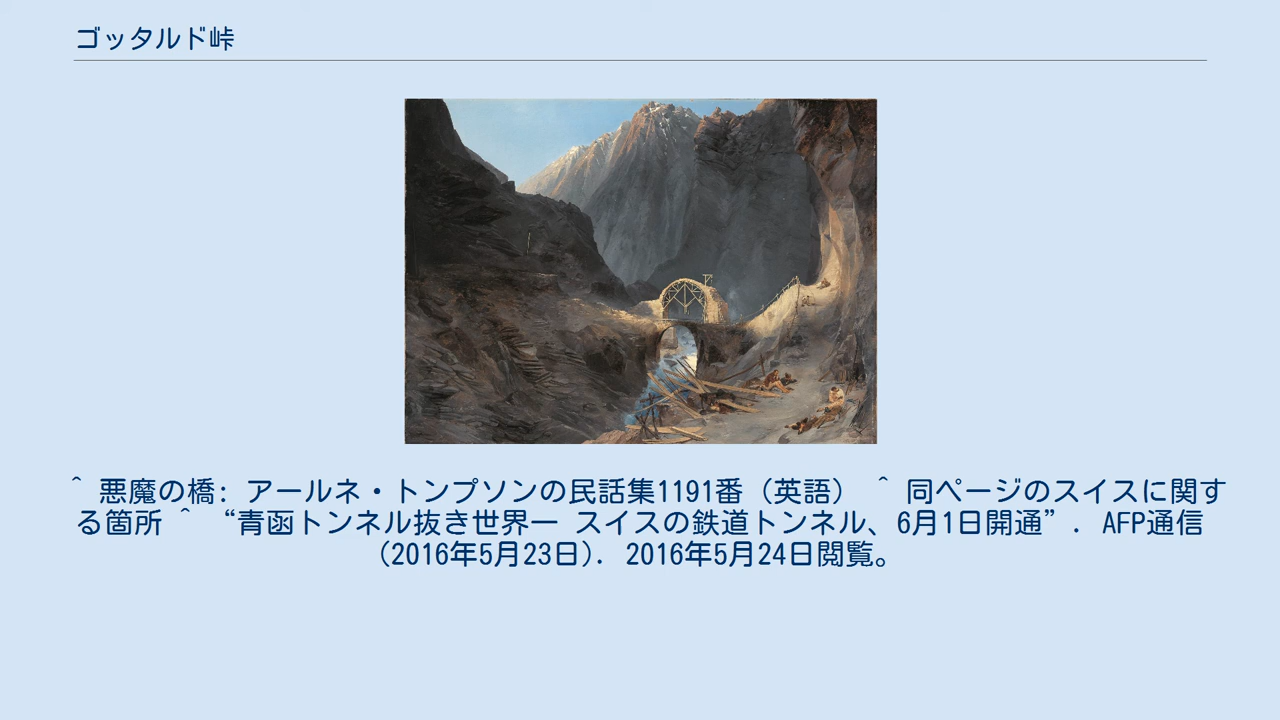 ゴッタルド峠
^ 悪魔の橋: アールネ・トンプソンの民話集1191番（英語） ^ 同ページのスイスに関す
る箇所 ^ “青函トンネル抜き世界一 スイスの鉄道トンネル、6月1日開通”. AFP通信
(2016年5月23日). 2016年5月24日閲覧。